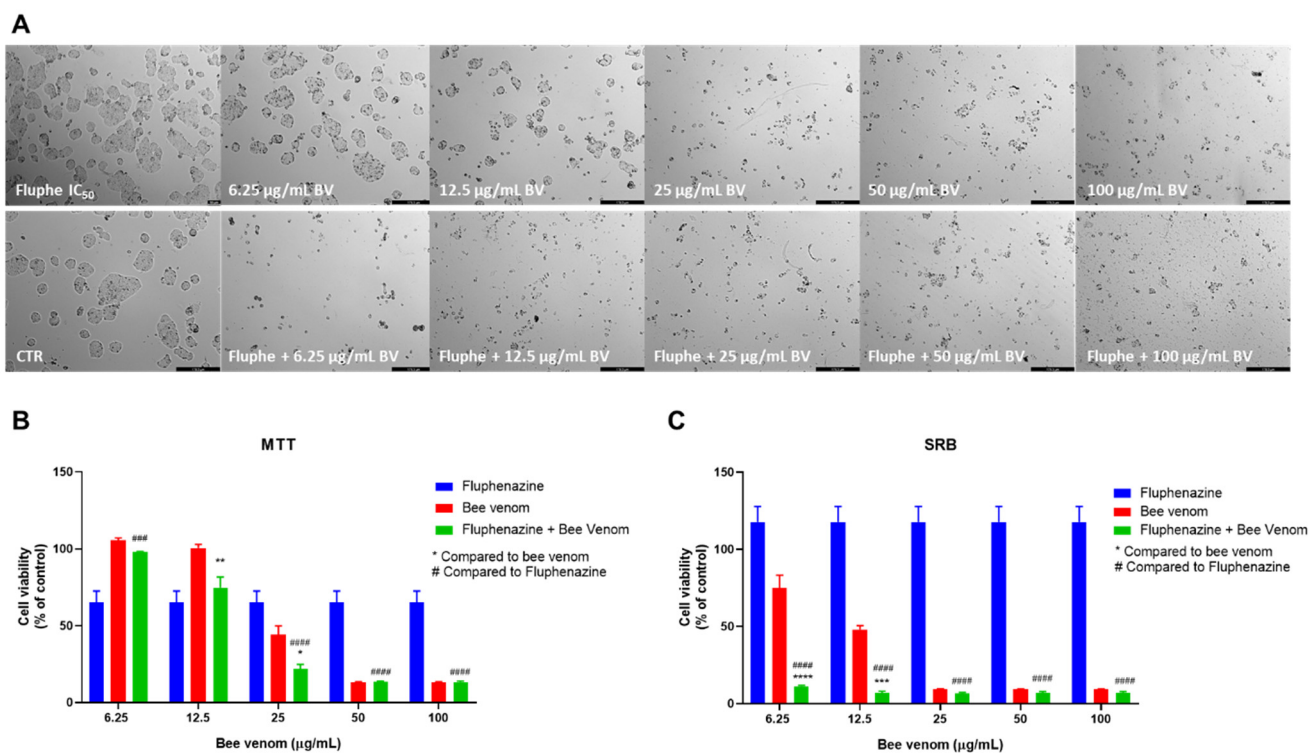 A
Fluphe IC50
6.25 µg/mL BV
12.5 µg/mL BV
25 µg/mL BV
50 µg/mL BV
100 µg/mL BV
CTR
Fluphe + 6.25 µg/mL BV
Fluphe + 12.5 µg/mL BV
Fluphe + 25 µg/mL BV
Fluphe + 50 µg/mL BV
Fluphe + 100 µg/mL BV
B
MTT
Cell viability
(% of control)
150
100
50
0
###
**
####
*
####
####
6.25
12.5
25
50
100
Bee venom (µg/mL)
Fluphenazine
Bee venom
Fluphenazine + Bee Venom
* Compared to bee venom
# Compared to Fluphenazine
C
SRB
Cell viability
(% of control)
150
100
50
0
####
****
####
***
####
####
####
6.25
12.5
25
50
100
Bee venom (µg/mL)
Fluphenazine
Bee venom
Fluphenazine + Bee Venom
* Compared to bee venom
# Compared to Fluphenazine